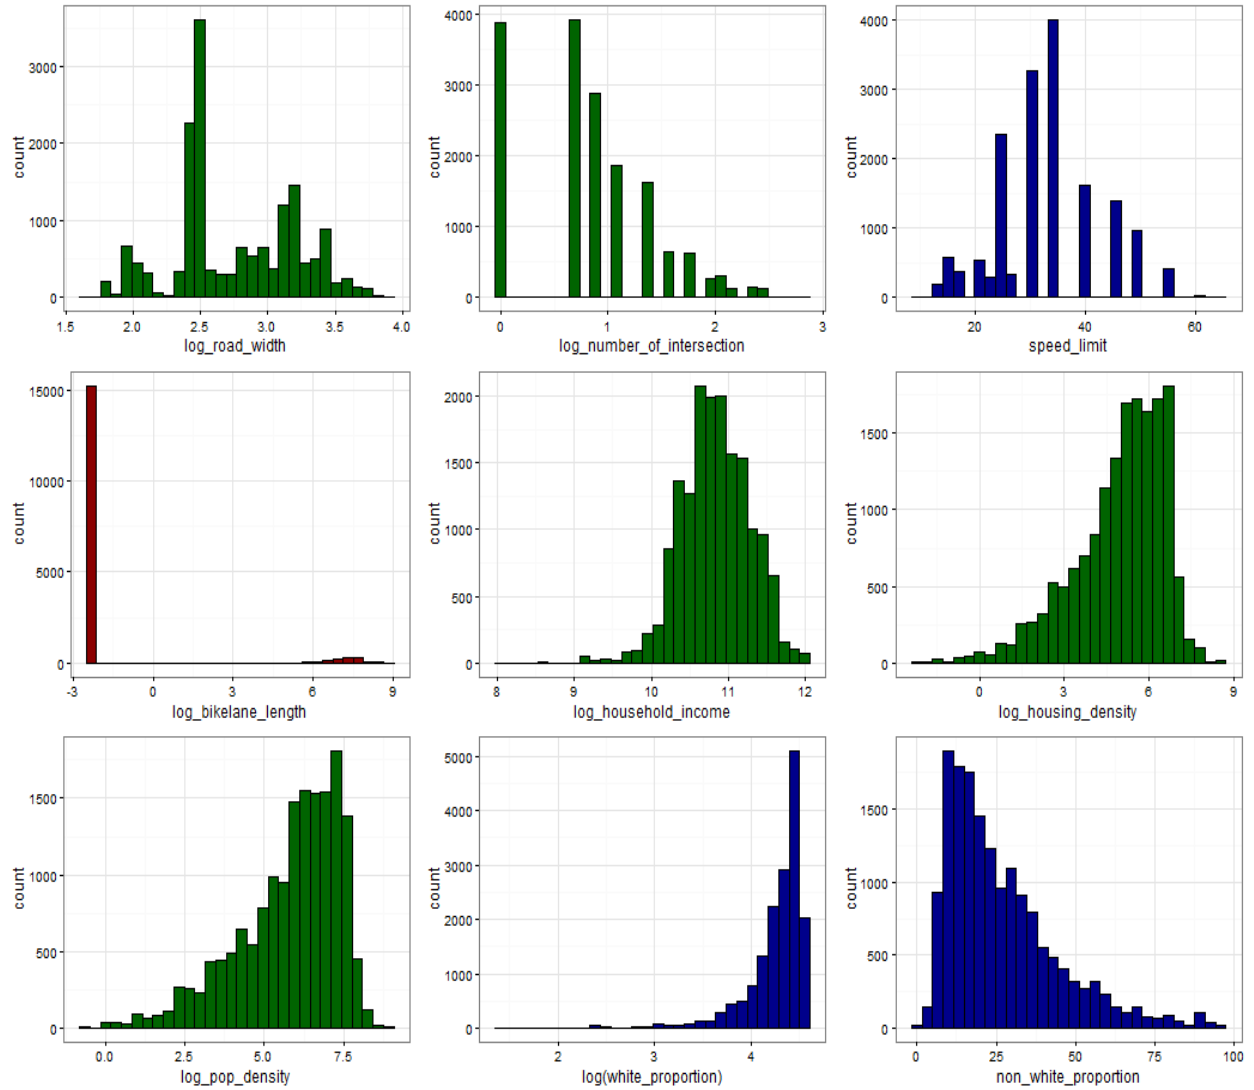 count
3000
2000
1000
0
1.5 2.0 2.5 3.0 3.5 4.0
log_road_width
count
4000
3000
2000
1000
0
0 1 2 3
log_number_of_intersection
count
4000
3000
2000
1000
0
20 40 60
speed_limit
count
15000
10000
5000
0
-3 0 3 6 9
log_bikelane_length
count
2000
1500
1000
500
0
8 9 10 11 12
log_household_income
count
1500
1000
500
0
0 3 6 9
log_housing_density
count
1500
1000
500
0
0.0 2.5 5.0 7.5
log_pop_density
count
5000
4000
3000
2000
1000
0
2 3 4
log(white_proportion)
count
1500
1000
500
0
0 25 50 75 100
non_white_proportion